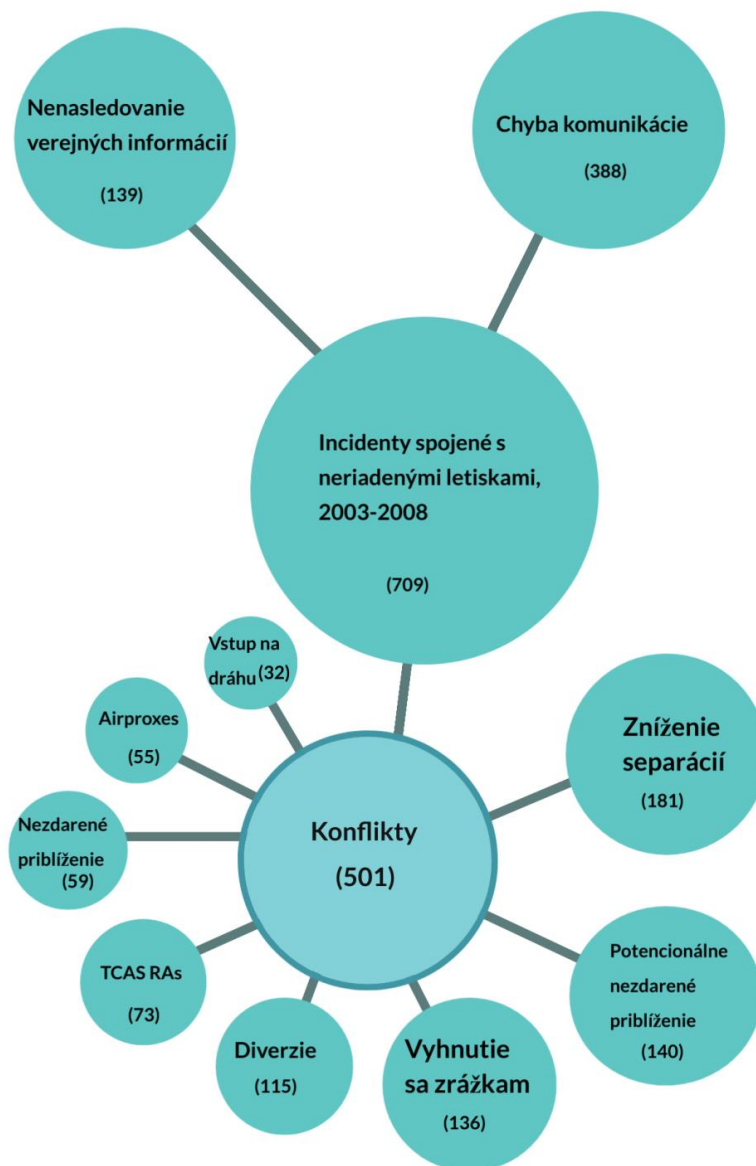 Nenasledovanie
verejných informácií
(139)
Chyba komunikácie
(388)
Incidenty spojené s
neriadenými letiskami,
2003-2008
(709)
Vstup na
dráhu (32)
Airproxes
(55)
Nezdarené
priblíženie
(59)
TCAS RAs
(73)
Diverzie
(115)
Vyhnutie
sa zrážkam
(136)
Potencionálne
nezdarené
priblíženie
(140)
Zníženie
separácií
(181)
Konflikty
(501)